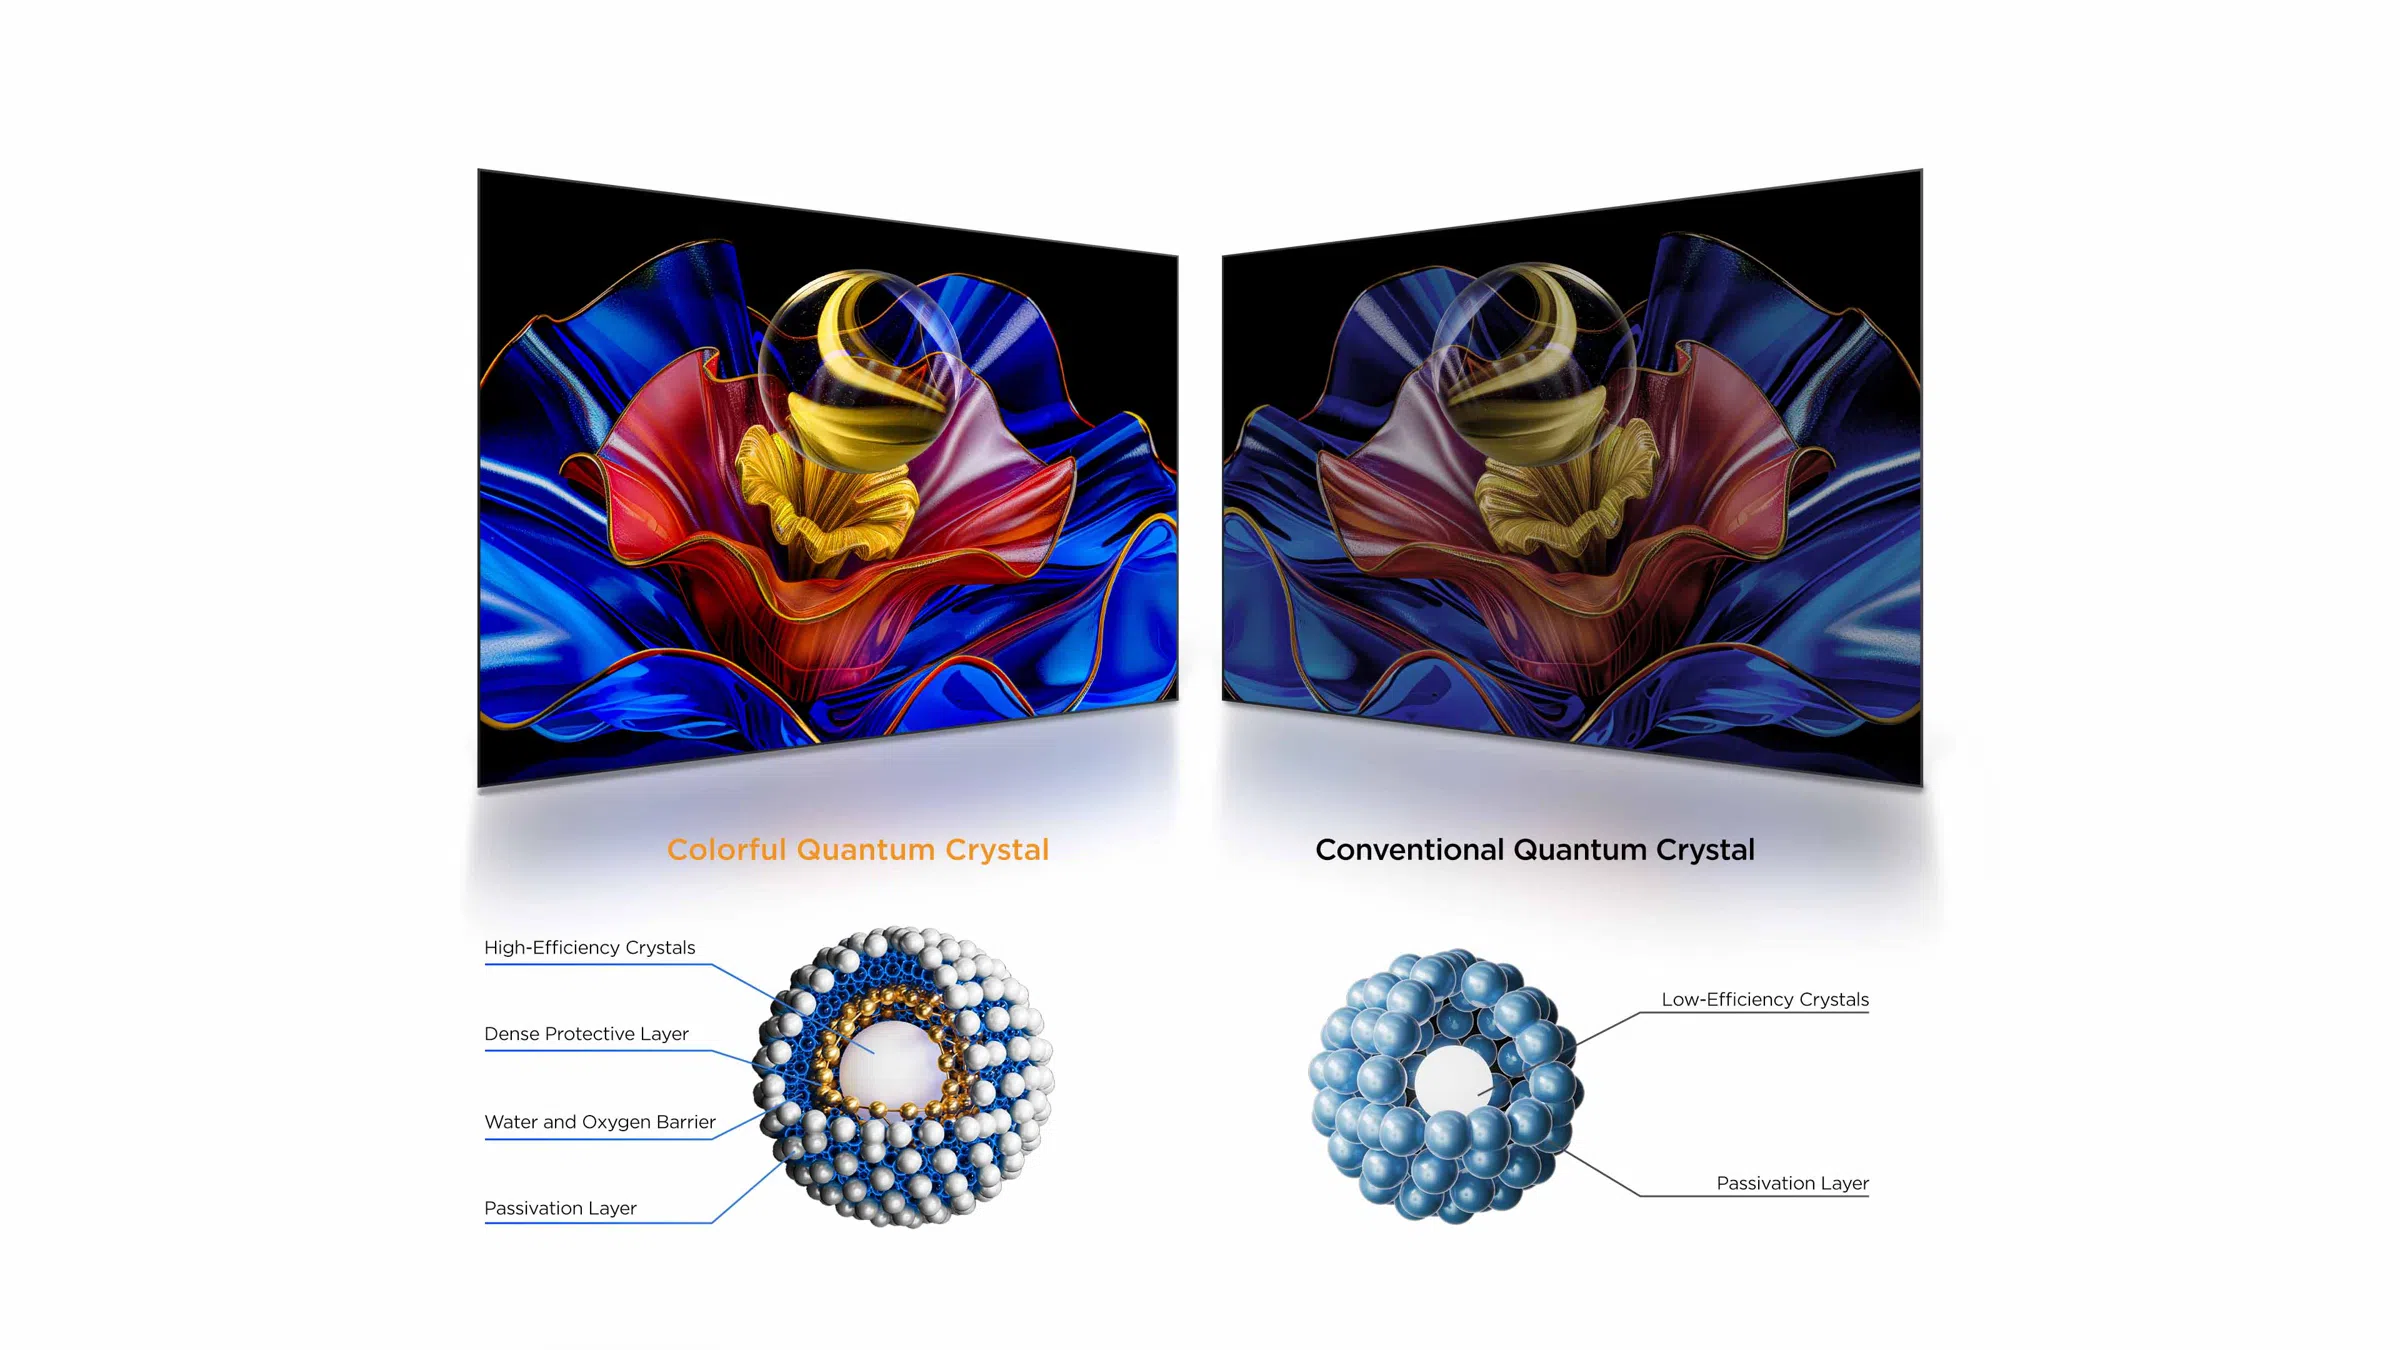 Colorful Quantum Crystal
Conventional Quantum Crystal
High-Efficiency Crystals
Dense Protective Layer
Water and Oxygen Barrier
Passivation Layer
Low-Efficiency Crystals
Passivation Layer